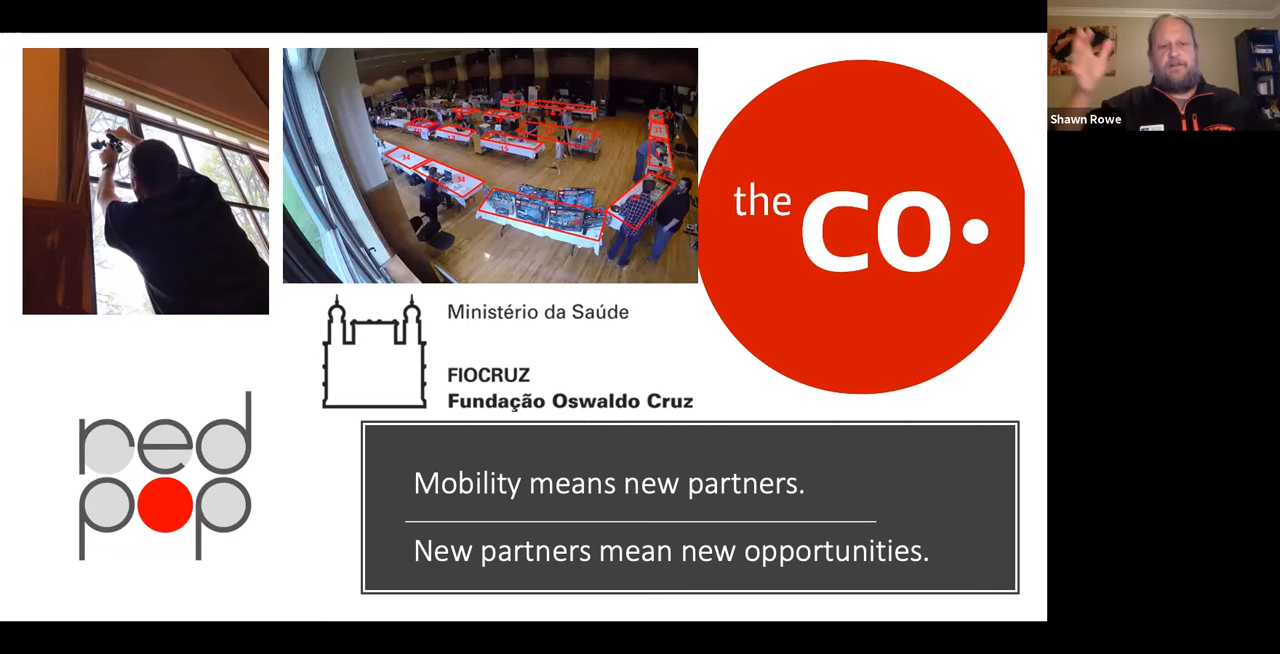 Shawn Rowe
the CO.
Ministério da Saúde
FIOCRUZ
Fundação Oswaldo Cruz
red
pop
Mobility means new partners.
New partners mean new opportunities.